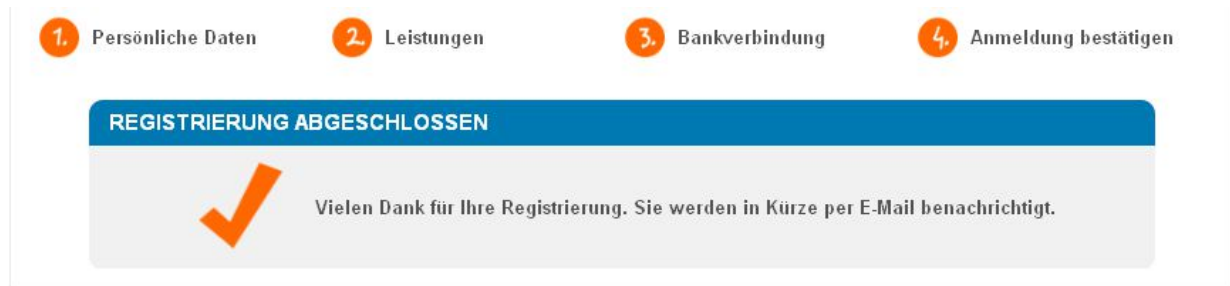 1. Persönliche Daten 2. Leistungen 3. Bankverbindung 4. Anmeldung bestätigen
REGISTRIERUNG ABGESCHLOSSEN
Vielen Dank für Ihre Registrierung. Sie werden in Kürze per E-Mail benachrichtigt.